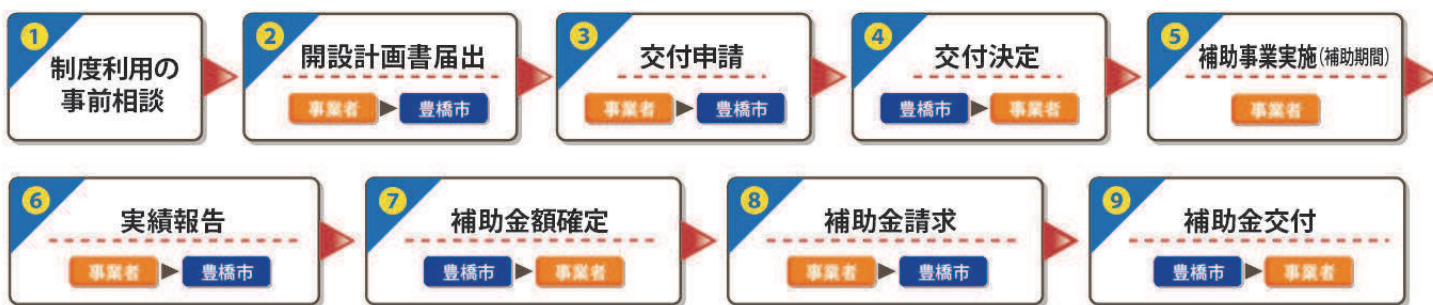 1
制度利用の
事前相談
2
開設計画書届出
事業者 ▶ 豊橋市
3
交付申請
事業者 ▶ 豊橋市
4
交付決定
豊橋市 ▶ 事業者
5
補助事業実施(補助期間)
事業者
6
実績報告
事業者 ▶ 豊橋市
7
補助金額確定
豊橋市 ▶ 事業者
8
補助金請求
事業者 ▶ 豊橋市
9
補助金交付
豊橋市 ▶ 事業者